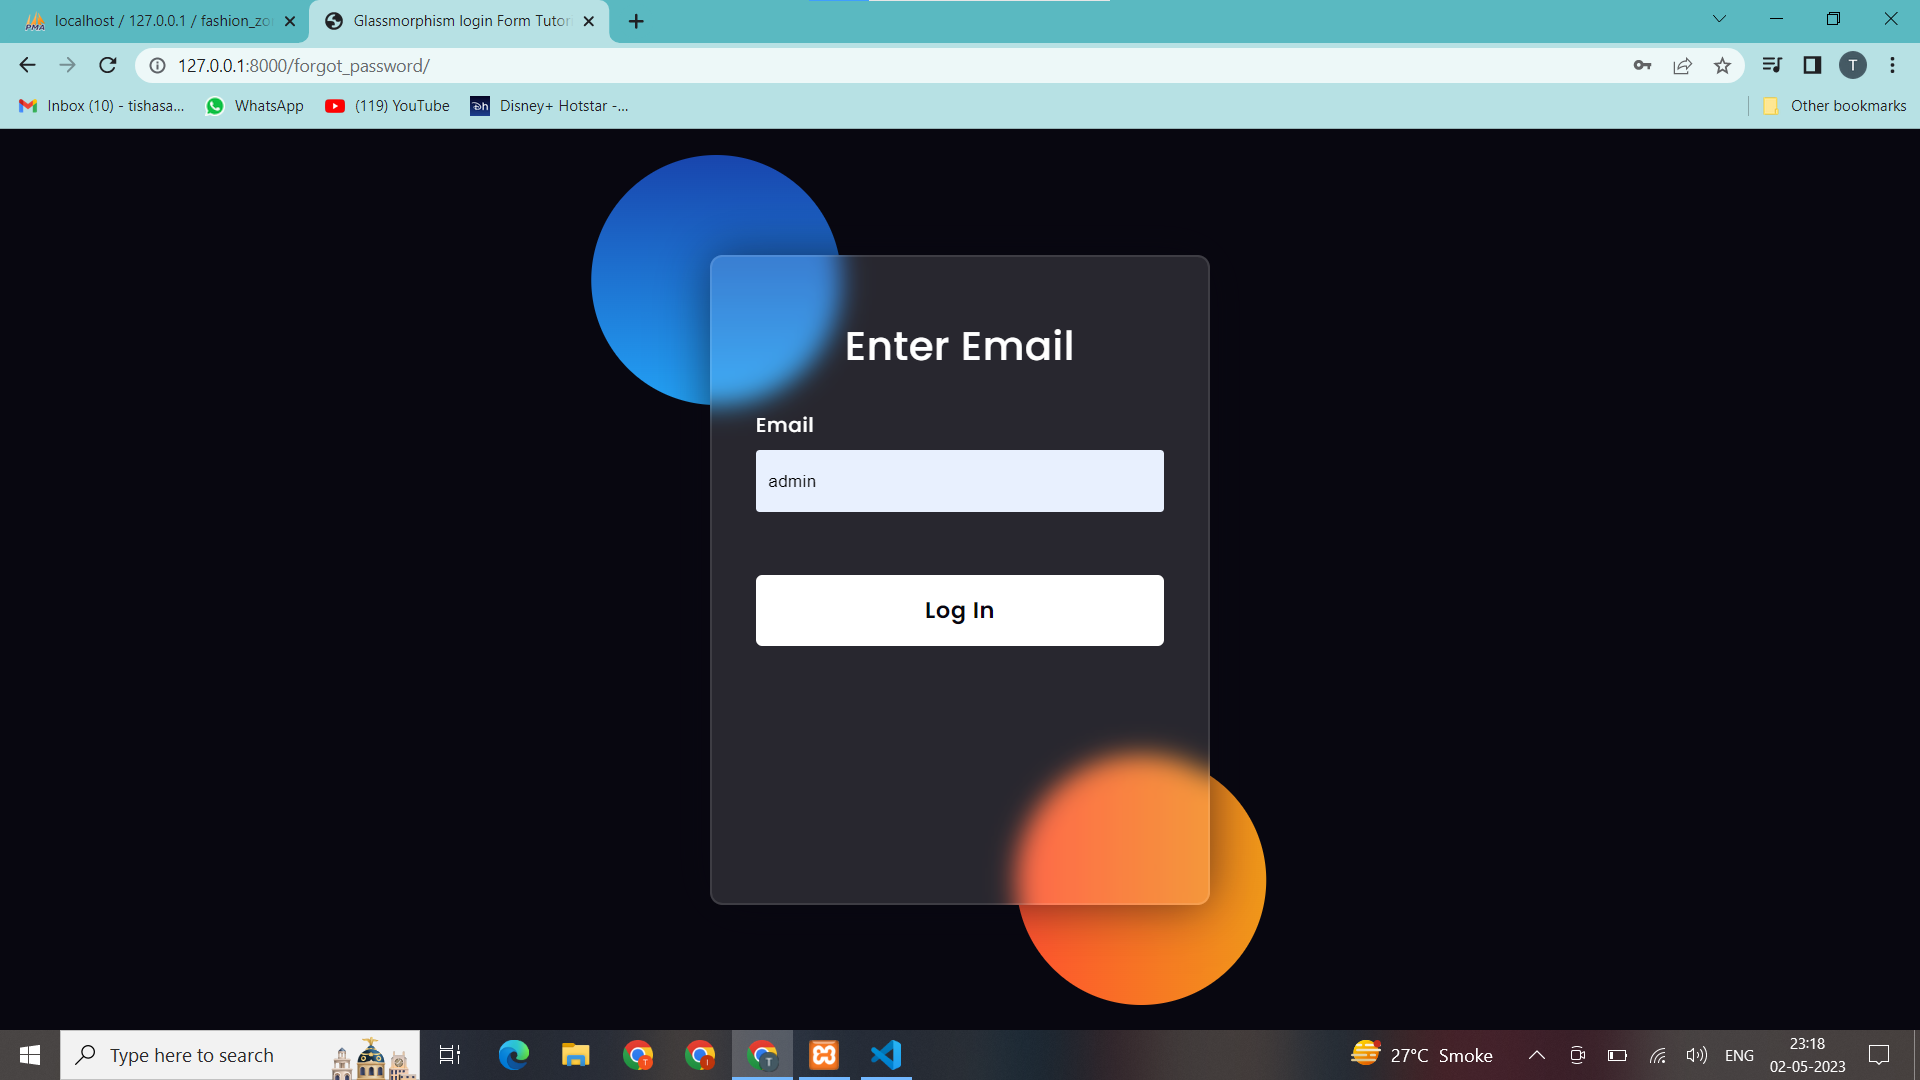 localhost / 127.0.0.1 / fashion_zo
Glassmorphism login Form Tutor
127.0.0.1:8000/forgot_password/
T
Inbox (10) - tishasa...
WhatsApp
(119) YouTube
Disney+ Hotstar -...
Other bookmarks
Enter Email
Email
admin
Log In
Type here to search
27°C Smoke
ENG
23:18
02-05-2023